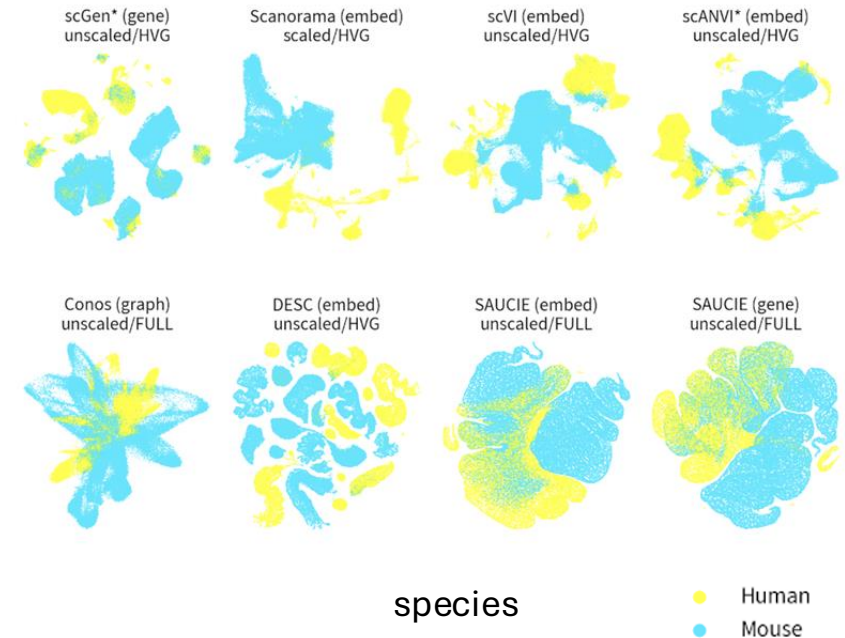 scGen* (gene)
unscaled/HVG
Scanorama (embed)
scaled/HVG
scVI (embed)
unscaled/HVG
scANVI* (embed)
unscaled/HVG
Conos (graph)
unscaled/FULL
DESC (embed)
unscaled/HVG
SAUCIE (embed)
unscaled/FULL
SAUCIE (gene)
unscaled/FULL
species
Human
Mouse